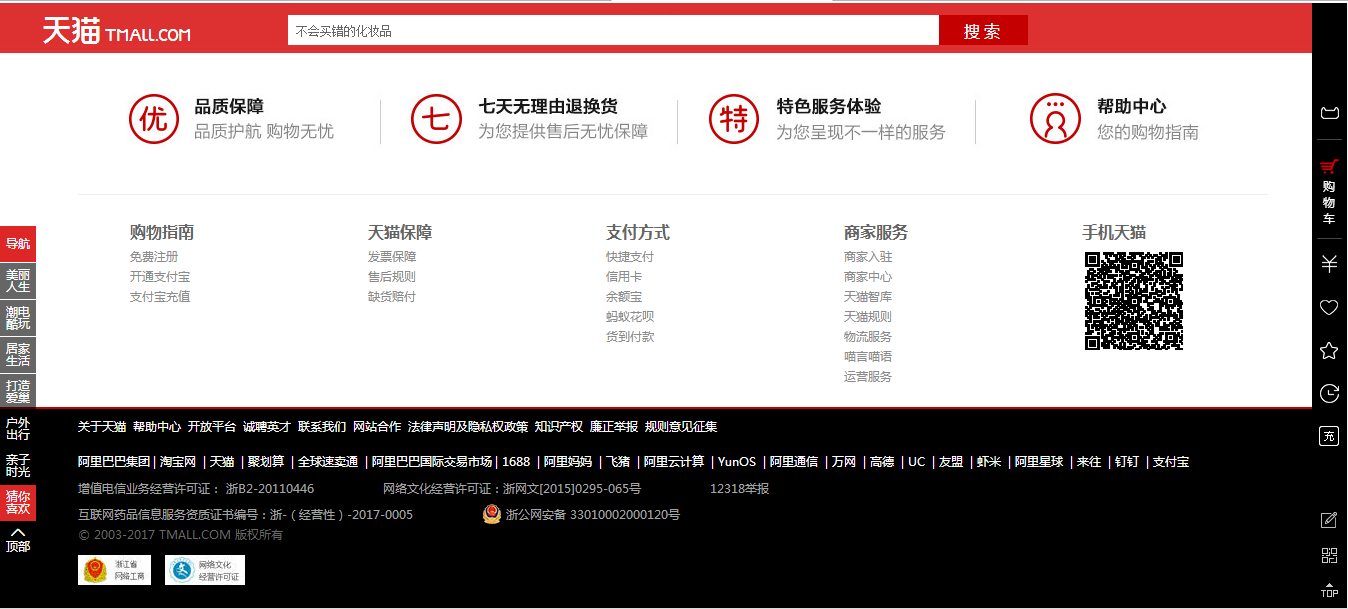 天猫 TMALL.COM
不会买错的化妆品
搜索
优 品质保障
品质护航 购物无忧
七 七天无理由退换货
为您提供售后无忧保障
特 特色服务体验
为您呈现不一样的服务
帮助中心
您的购物指南
购物指南
免费注册
开通支付宝
支付宝充值
天猫保障
发票保障
售后规则
缺货赔付
支付方式
快捷支付
信用卡
余额宝
蚂蚁花呗
货到付款
商家服务
商家入驻
商家中心
天猫智库
天猫规则
物流服务
喵言喵语
运营服务
手机天猫
导航
美丽
人生
潮电
酷玩
居家
生活
打造
爱巢
户外
出行
亲子
时光
猜你
喜欢
顶部
关于天猫 帮助中心 开放平台 诚聘英才 联系我们 网站合作 法律声明及隐私权政策 知识产权 廉正举报 规则意见征集
阿里巴巴集团 | 淘宝网 | 天猫 | 聚划算 | 全球速卖通 | 阿里巴巴国际交易市场 | 1688 | 阿里妈妈 | 飞猪 | 阿里云计算 | YunOS | 阿里通信 | 万网 | 高德 | UC | 友盟 | 虾米 | 阿里星球 | 来往 | 钉钉 | 支付宝
增值电信业务经营许可证： 浙B2-20110446 网络文化经营许可证：浙网文[2015]0295-065号 12318举报
互联网药品信息服务资质证书编号：浙-（经营性）-2017-0005 浙公网安备 33010002000120号
© 2003-2017 TMALL.COM 版权所有
浙江省
网络工商
网络文化
经营许可证
购
物
车
充
TOP